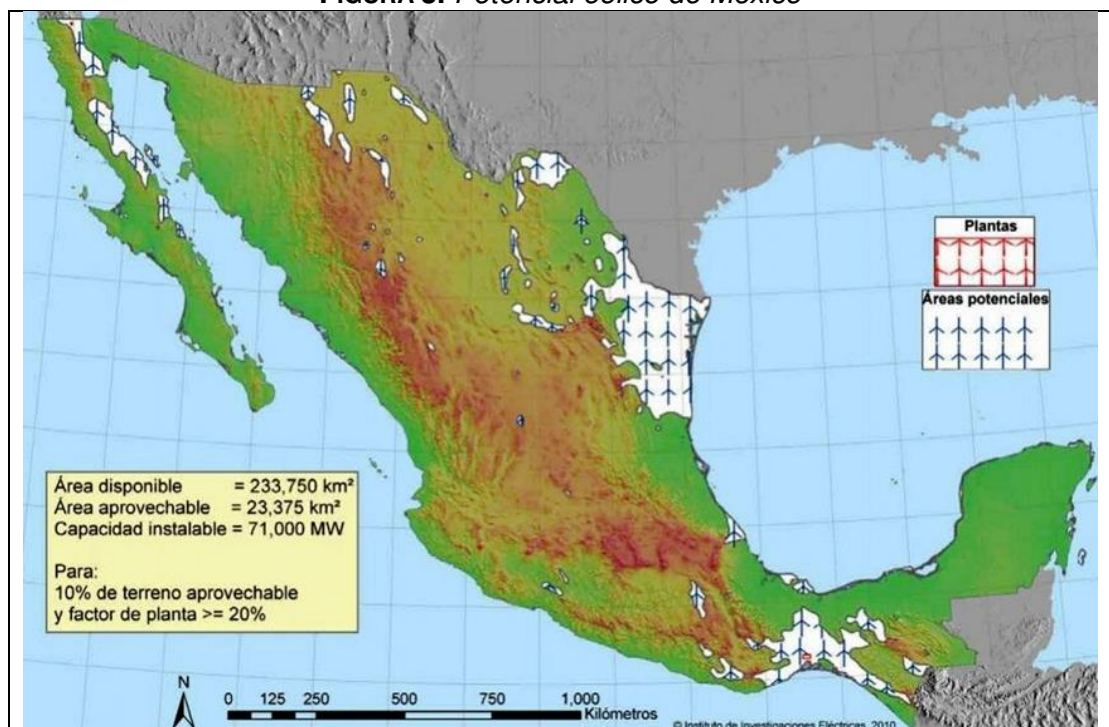 FIGURA 3. Potencial eólico de México
Plantas
Áreas potenciales
Área disponible = 233,750 km²
Área aprovechable = 23,375 km²
Capacidad instalable = 71,000 MW
Para:
10% de terreno aprovechable
y factor de planta >= 20%
N
0 125 250 500 750 1,000
Kilómetros
© Instituto de Investigaciones Eléctricas, 2010